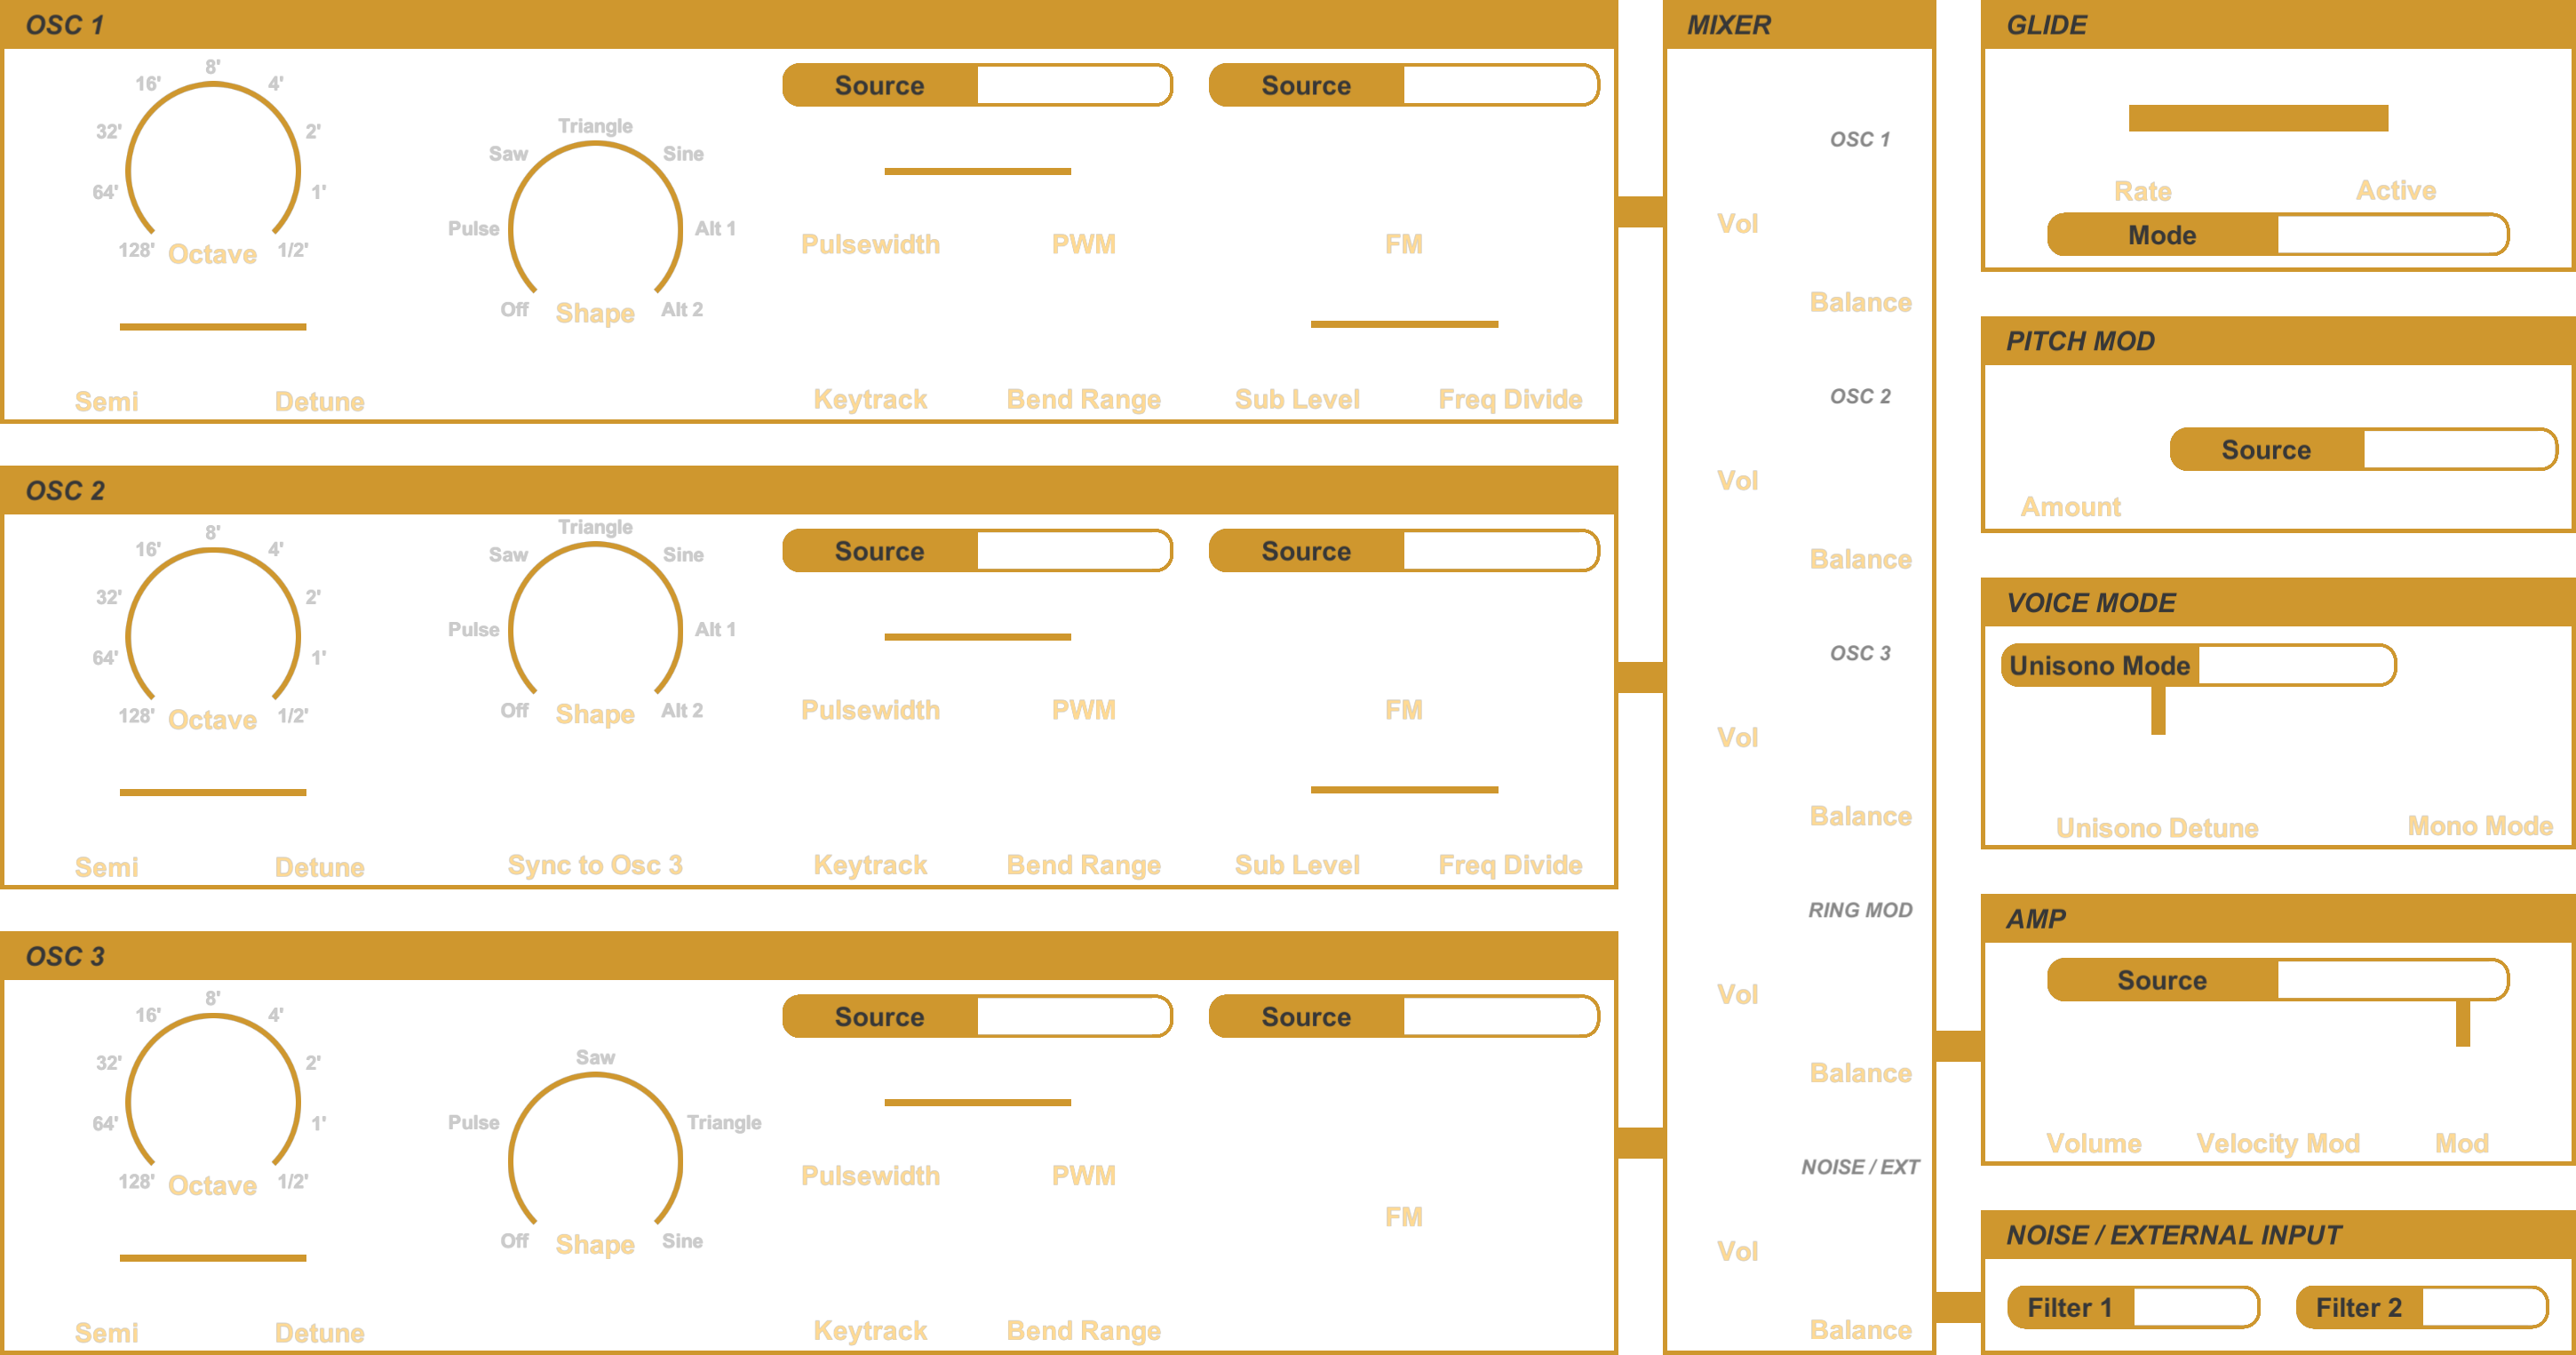 OSC 1
8'
16'
4'
32'
2'
64'
1'
128'
Octave
1/2'
Semi
Detune
Triangle
Saw
Sine
Pulse
Alt 1
Off
Shape
Alt 2
Source
Pulsewidth
PWM
Keytrack
Bend Range
Source
FM
Sub Level
Freq Divide
OSC 2
8'
16'
4'
32'
2'
64'
1'
128'
Octave
1/2'
Semi
Detune
Triangle
Saw
Sine
Pulse
Alt 1
Off
Shape
Alt 2
Sync to Osc 3
Source
Pulsewidth
PWM
Keytrack
Bend Range
Source
FM
Sub Level
Freq Divide
OSC 3
8'
16'
4'
32'
2'
64'
1'
128'
Octave
1/2'
Semi
Detune
Saw
Pulse
Triangle
Off
Shape
Sine
Source
Pulsewidth
PWM
Keytrack
Bend Range
Source
FM
MIXER
OSC 1
Vol
Balance
OSC 2
Vol
Balance
OSC 3
Vol
Balance
RING MOD
Vol
Balance
NOISE / EXT
Vol
Balance
GLIDE
Rate
Active
Mode
PITCH MOD
Source
Amount
VOICE MODE
Unisono Mode
Unisono Detune
Mono Mode
AMP
Source
Volume
Velocity Mod
Mod
NOISE / EXTERNAL INPUT
Filter 1
Filter 2